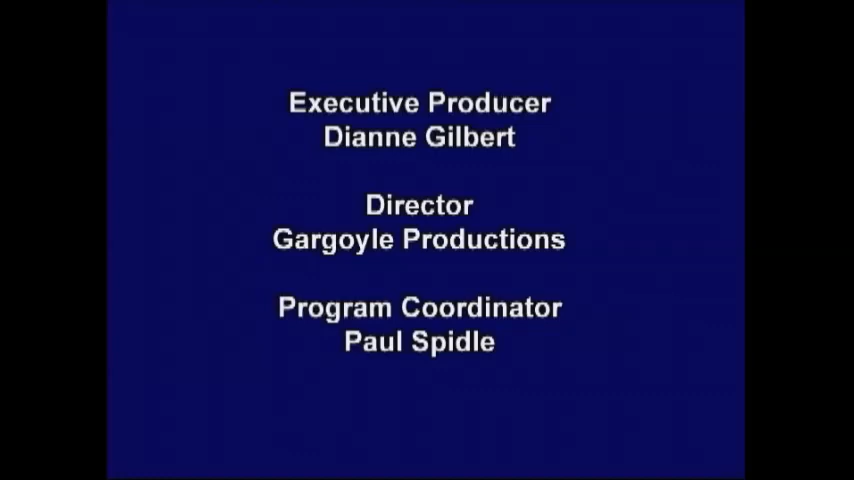 Executive Producer
Dianne Gilbert
Director
Gargoyle Productions
Program Coordinator
Paul Spidle